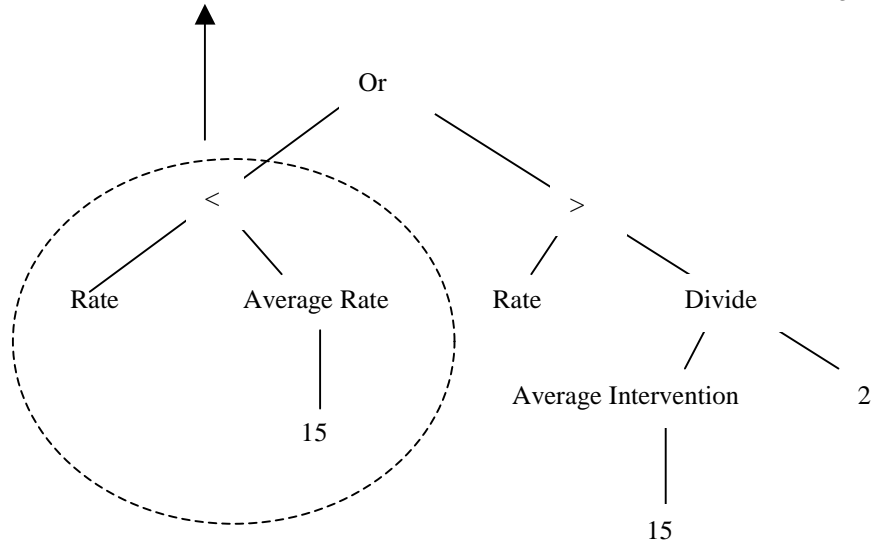 Or
<
>
Rate
Average Rate
Rate
Divide
Average Intervention
2
15
15